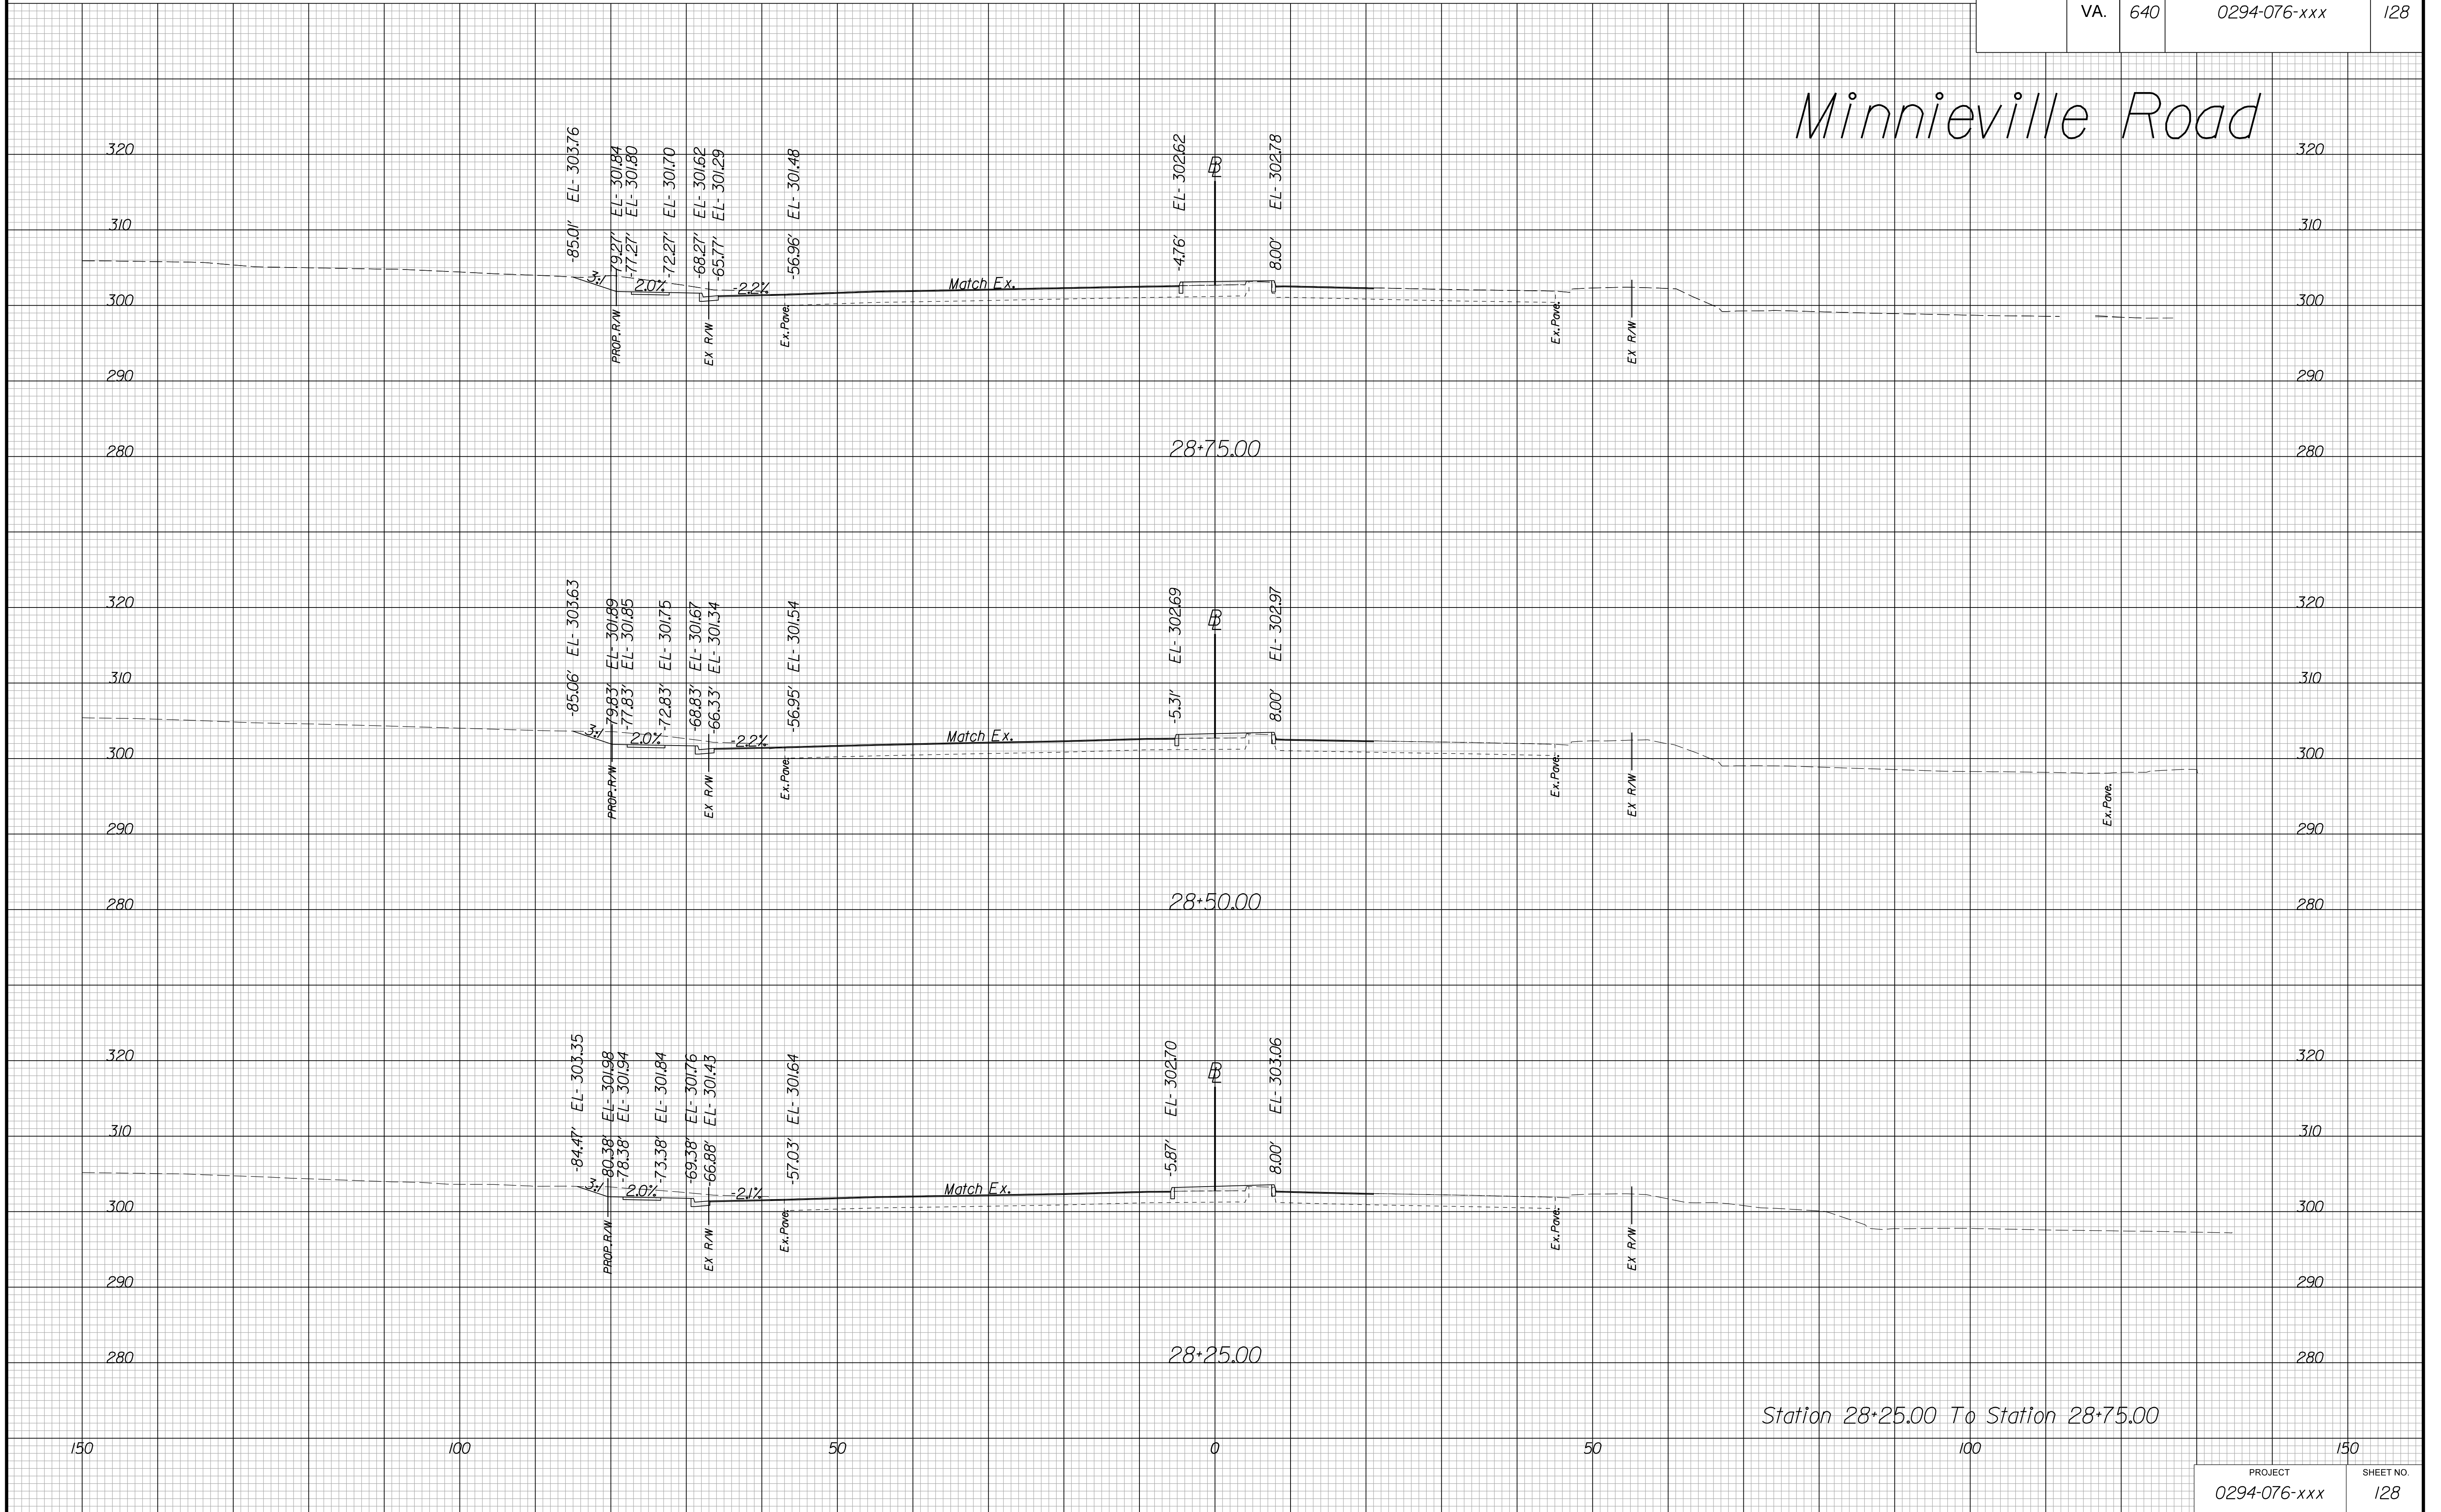 VA. 640 0294-076-xxx 128
Minnieville Road
-85.01' EL- 303.76
79.27' EL- 301.84
-77.27' EL- 301.80
-72.27' EL- 301.70
-68.27' EL- 301.62
-65.77' EL- 301.29
-56.96' EL- 301.48
-4.76' EL- 302.62
BL
8.00' EL- 302.78
320 320
310 310
3:1 2.0% -2.2% Match Ex.
300 300
PROP.R/W EX R/W Ex.Pave. Ex.Pave. EX R/W
290 290
280 28+75.00 280
-85.06' EL- 303.63
-79.83' EL- 301.89
-77.83' EL- 301.85
-72.83' EL- 301.75
-68.83' EL- 301.67
-66.33' EL- 301.34
-56.95' EL- 301.54
-5.31' EL- 302.69
BL
8.00' EL- 302.97
320 320
310 310
3:1 2.0% -2.2% Match Ex.
300 300
PROP.R/W EX R/W Ex.Pave. Ex.Pave. EX R/W Ex.Pave.
290 290
280 28+50.00 280
-84.47' EL- 303.35
-80.38' EL- 301.98
-78.38' EL- 301.94
-73.38' EL- 301.84
-69.38' EL- 301.76
-66.88' EL- 301.43
-57.03' EL- 301.64
-5.87' EL- 302.70
BL
8.00' EL- 303.06
320 320
310 310
3:1 2.0% -2.1% Match Ex.
300 300
PROP.R/W EX R/W Ex.Pave. Ex.Pave. EX R/W
290 290
280 28+25.00 280
Station 28+25.00 To Station 28+75.00
150 100 50 0 50 100 150
PROJECT SHEET NO.
0294-076-xxx 128